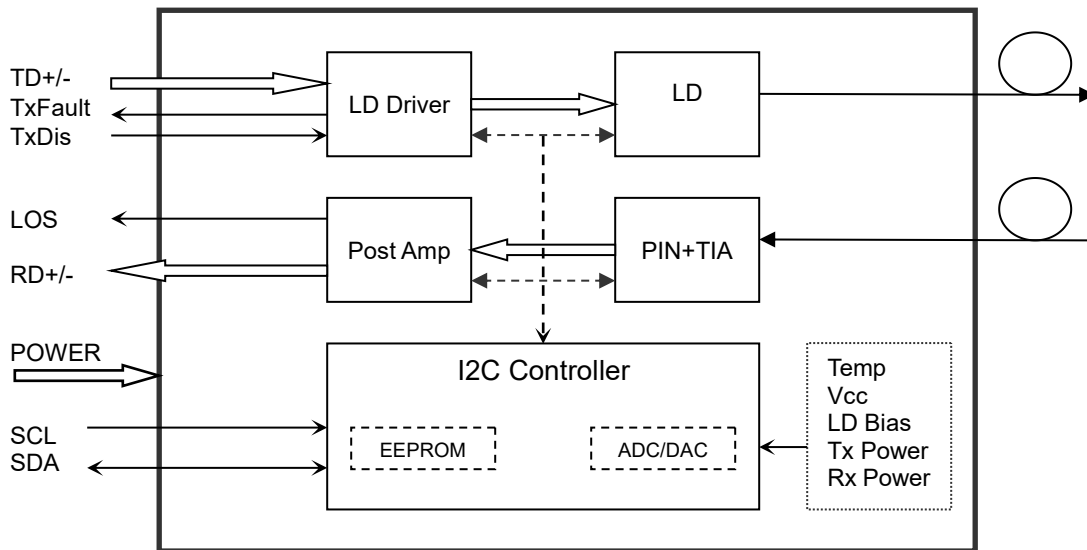 TD+/-
TxFault
TxDis
LD Driver
LD
LOS
RD+/-
Post Amp
PIN+TIA
POWER
SCL
SDA
I2C Controller
EEPROM
ADC/DAC
Temp
Vcc
LD Bias
Tx Power
Rx Power